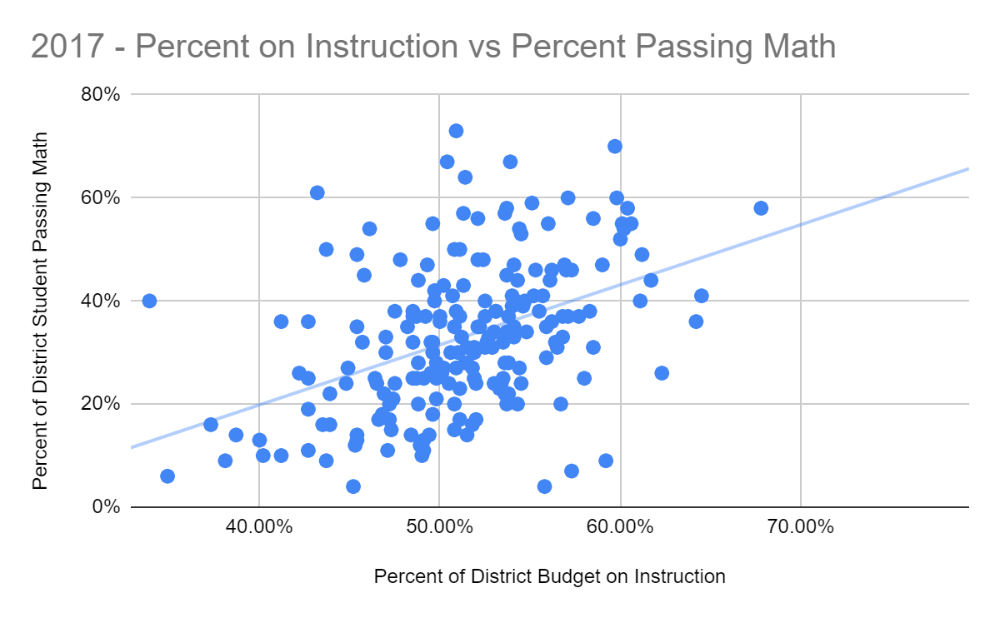 2017 - Percent on Instruction vs Percent Passing Math
Percent of District Student Passing Math
80%
60%
40%
20%
0%
40.00% 50.00% 60.00% 70.00%
Percent of District Budget on Instruction